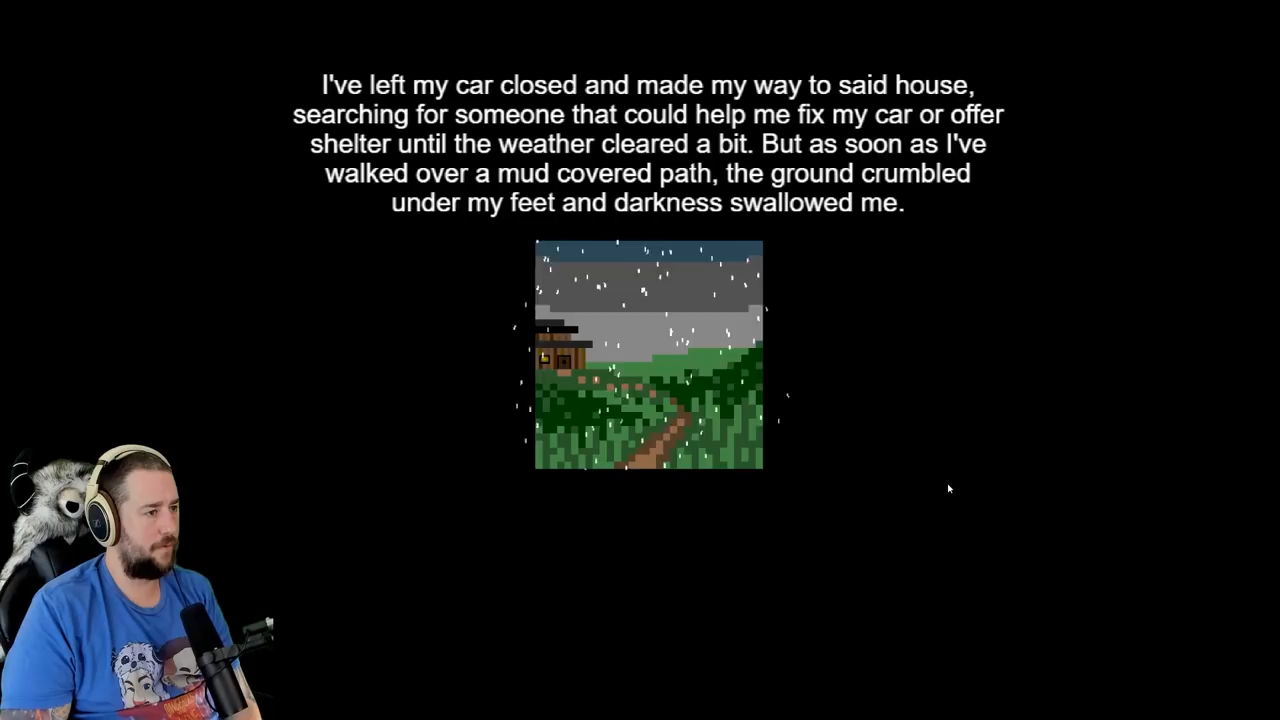 I've left my car closed and made my way to said house,
searching for someone that could help me fix my car or offer
shelter until the weather cleared a bit. But as soon as I've
walked over a mud covered path, the ground crumbled
under my feet and darkness swallowed me.